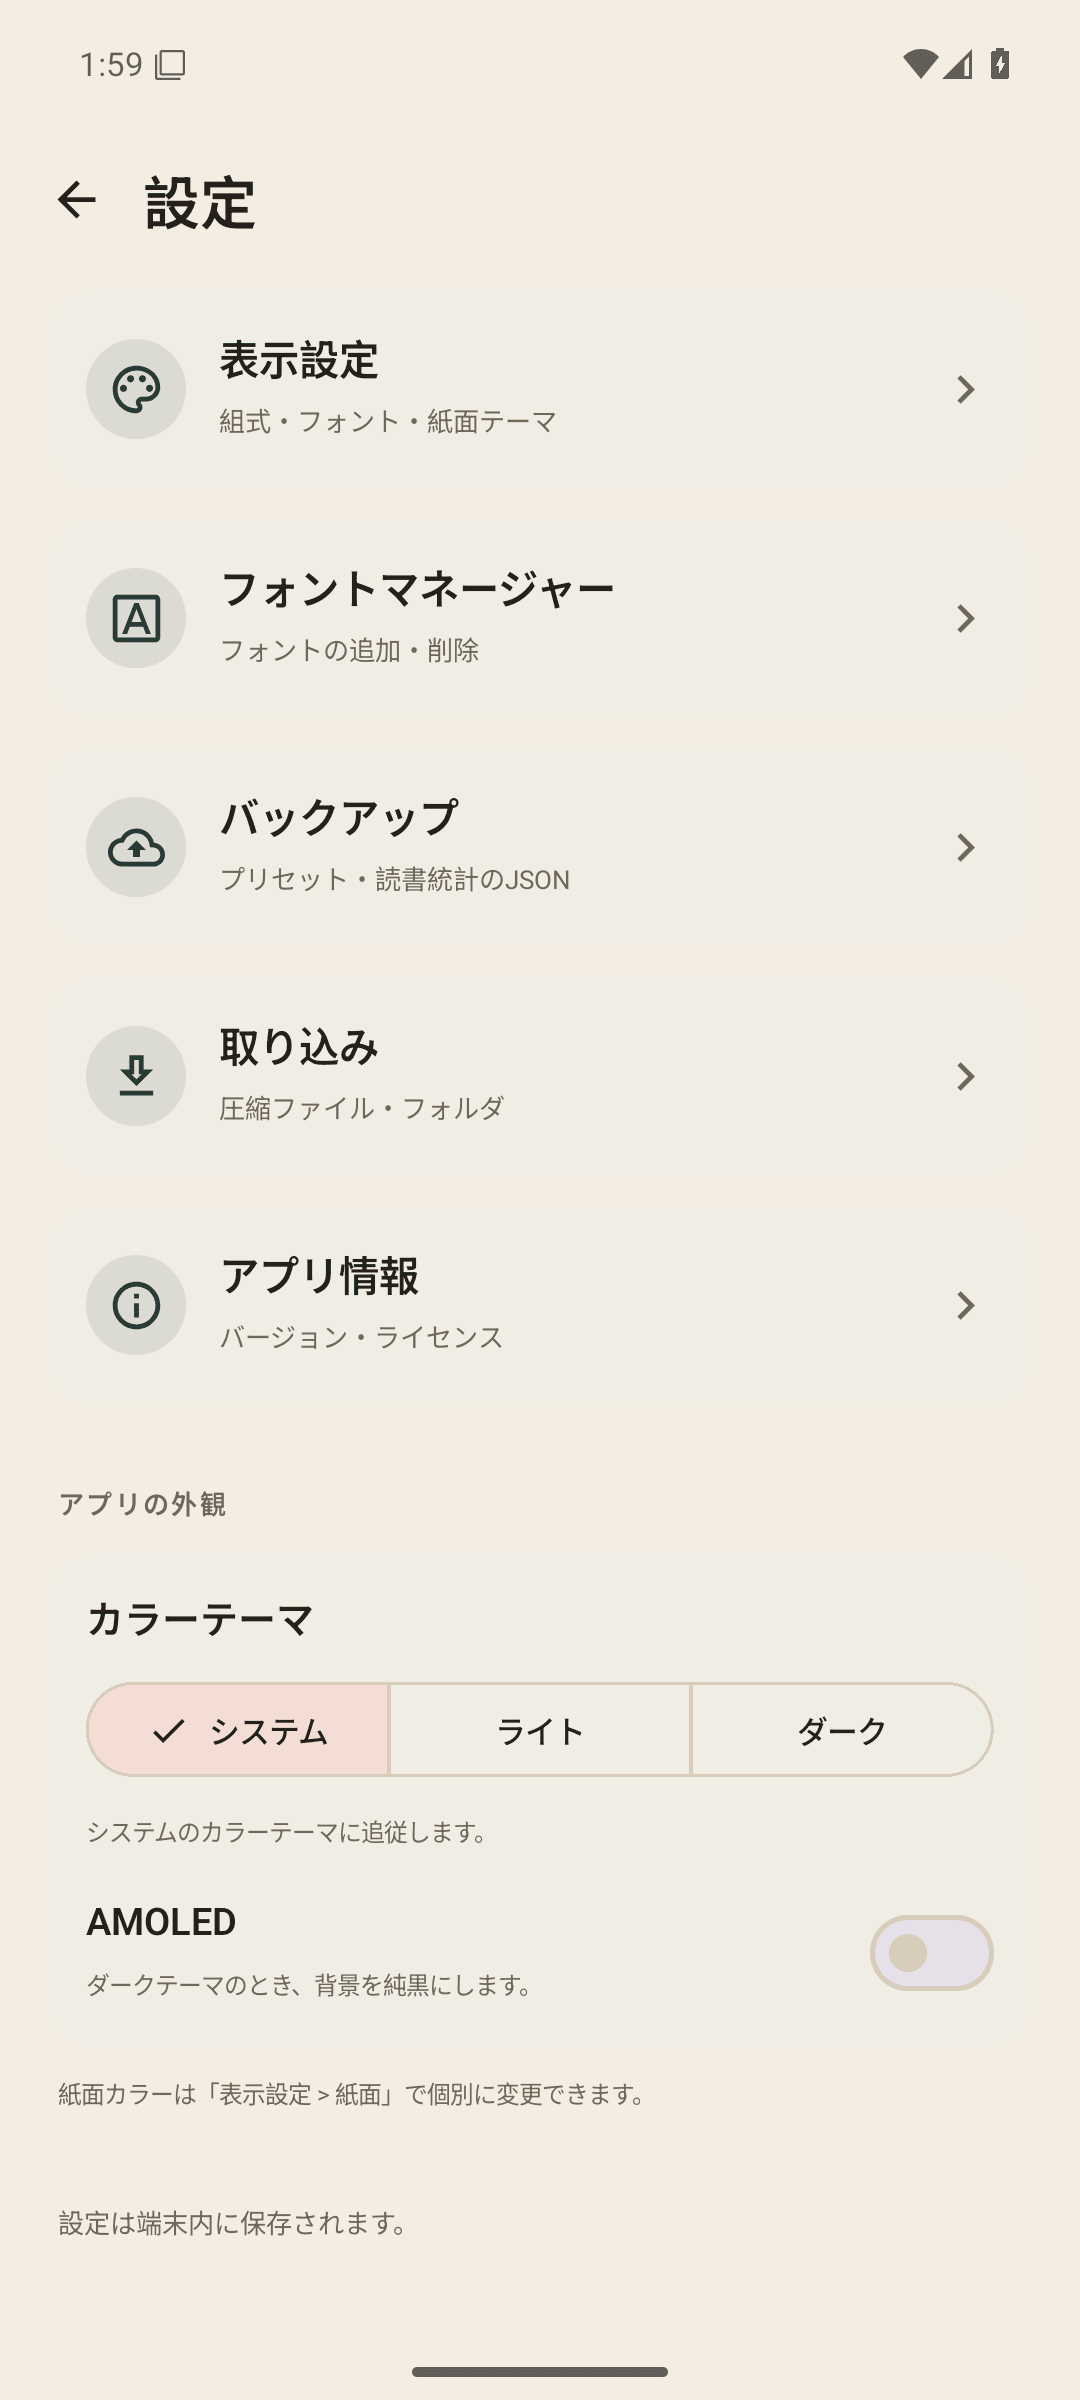 1:59
設定
表示設定
組式・フォント・紙面テーマ
フォントマネージャー
フォントの追加・削除
バックアップ
プリセット・読書統計のJSON
取り込み
圧縮ファイル・フォルダ
アプリ情報
バージョン・ライセンス
アプリの外観
カラーテーマ
システム
ライト
ダーク
システムのカラーテーマに追従します。
AMOLED
ダークテーマのとき、背景を純黒にします。
紙面カラーは「表示設定 > 紙面」で個別に変更できます。
設定は端末内に保存されます。